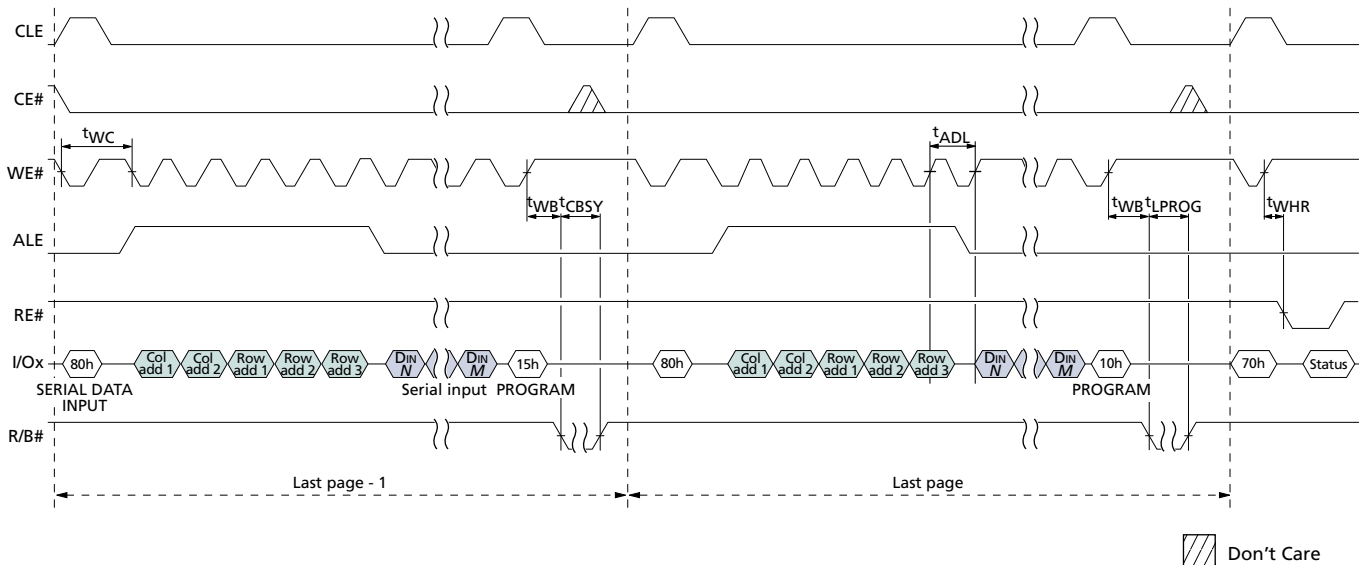 CLE
CE#
tWC
tADL
WE#
tWB tCBSY
tWB tLPROG
tWHR
ALE
RE#
I/Ox
80h
Col add 1
Col add 2
Row add 1
Row add 2
Row add 3
DIN N
DIN M
15h
80h
Col add 1
Col add 2
Row add 1
Row add 2
Row add 3
DIN N
DIN M
10h
70h
Status
SERIAL DATA
INPUT
Serial input
PROGRAM
PROGRAM
R/B#
Last page - 1
Last page
Don't Care